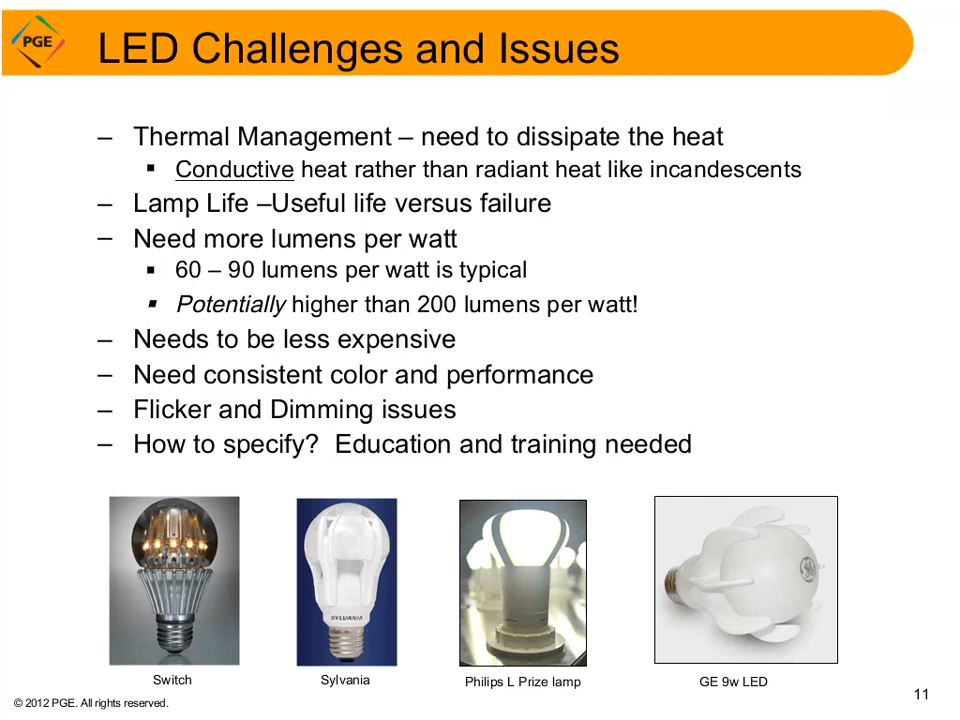 PGE
LED Challenges and Issues
– Thermal Management – need to dissipate the heat
▪ Conductive heat rather than radiant heat like incandescents
– Lamp Life –Useful life versus failure
– Need more lumens per watt
▪ 60 – 90 lumens per watt is typical
▪ Potentially higher than 200 lumens per watt!
– Needs to be less expensive
– Need consistent color and performance
– Flicker and Dimming issues
– How to specify?  Education and training needed
SYLVANIA
GE
Switch
Sylvania
Philips L Prize lamp
GE 9w LED
© 2012 PGE. All rights reserved.
11